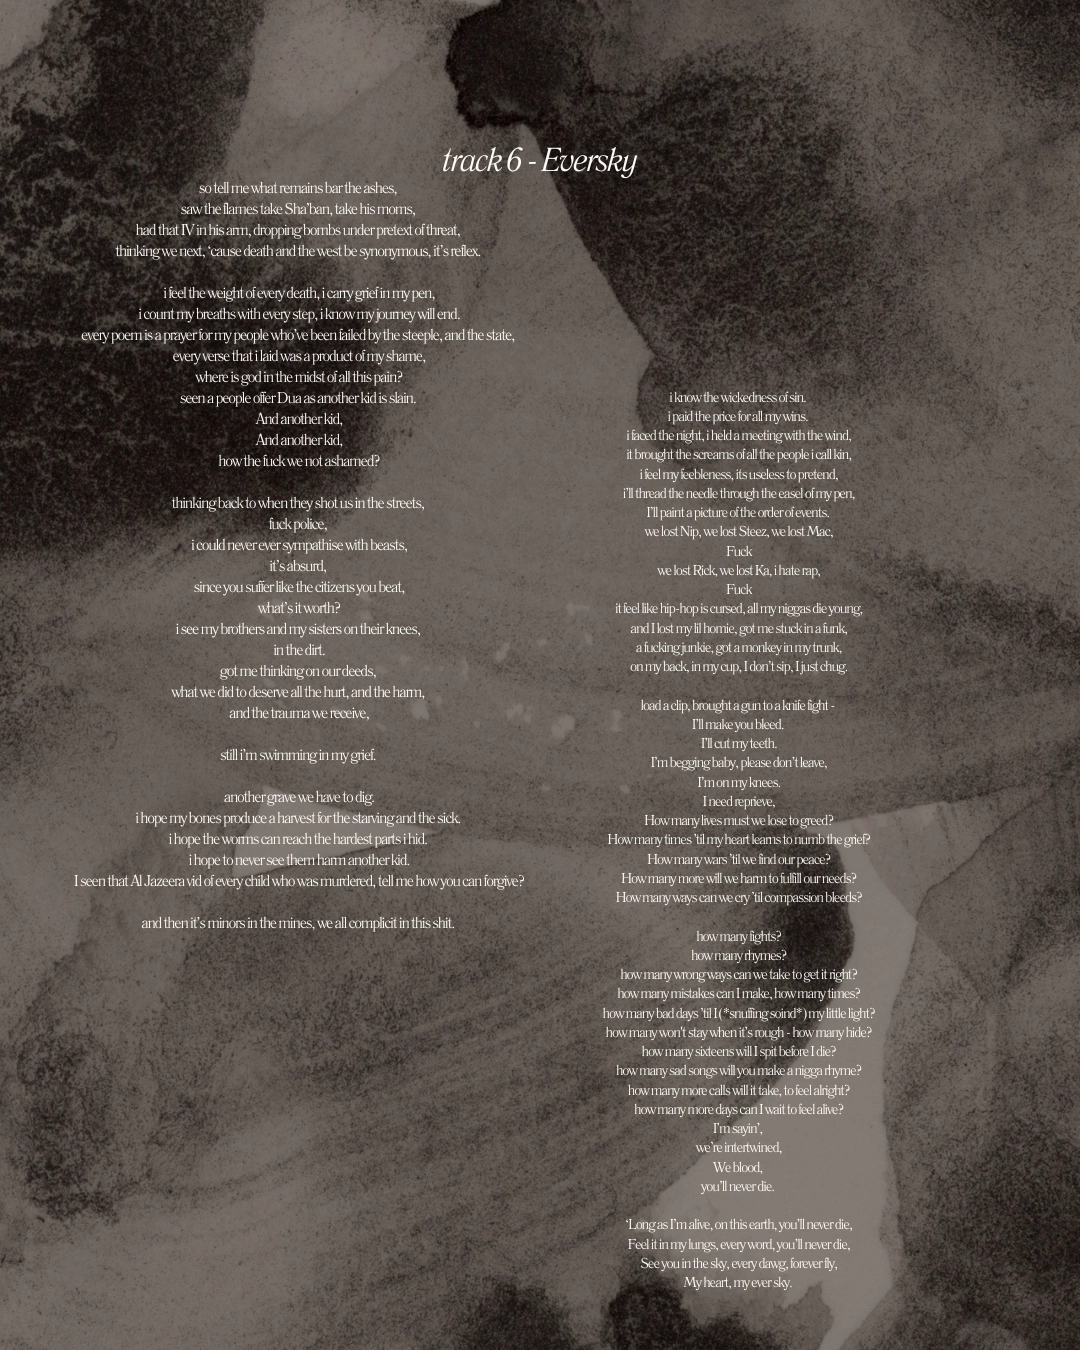 track 6 - Eversky
so tell me what remains bar the ashes,
saw the flames take Sha'ban, take his moms,
had that IV in his arm, dropping bombs under pretext of threat,
thinking we next, ‘cause death and the west be synonymous, it’s reflex.
i feel the weight of every death, i carry grief in my pen,
i count my breaths with every step, i know my journey will end.
every poem is a prayer for my people who’ve been failed by the steeple, and the state,
every verse that i laid was a product of my shame,
where is god in the midst of all this pain?
seen a people offer Dua as another kid is slain.
And another kid,
And another kid,
how the fuck we not ashamed?
thinking back to when they shot us in the streets,
fuck police,
i could never ever sympathise with beasts,
it’s absurd,
since you suffer like the citizens you beat,
what’s it worth?
i see my brothers and my sisters on their knees,
in the dirt.
got me thinking on our deeds,
what we did to deserve all the hurt, and the harm,
and the trauma we receive,
still i’m swimming in my grief.
another grave we have to dig.
i hope my bones produce a harvest for the starving and the sick.
i hope the worms can reach the hardest parts i hid.
i hope to never see them harm another kid.
I seen that Al Jazeera vid of every child who was murdered, tell me how you can forgive?
and then it’s minors in the mines, we all complicit in this shit.
i know the wickedness of sin.
i paid the price for all my wins.
i faced the night, i held a meeting with the wind,
it brought the screams of all the people i call kin,
i feel my feebleness, its useless to pretend,
i’ll thread the needle through the easel of my pen,
I’ll paint a picture of the order of events.
we lost Nip, we lost Steez, we lost Mac,
Fuck
we lost Rick, we lost Ka, i hate rap,
Fuck
it feel like hip-hop is cursed, all my niggas die young,
and I lost my lil homie, got me stuck in a funk,
a fucking junkie, got a monkey in my trunk,
on my back, in my cup, I don’t sip, I just chug.
load a clip, brought a gun to a knife fight -
I’ll make you bleed.
I’ll cut my teeth.
I’m begging baby, please don’t leave,
I’m on my knees.
I need reprieve,
How many lives must we lose to greed?
How many times ’til my heart learns to numb the grief?
How many wars ’til we find our peace?
How many more will we harm to fulfill our needs?
How many ways can we cry ’til compassion bleeds?
how many fights?
how many rhymes?
how many wrong ways can we take to get it right?
how many mistakes can I make, how many times?
how many bad days ’til I (*snuffing soind*) my little light?
how many won't stay when it’s rough - how many hide?
how many sixteens will I spit before I die?
how many sad songs will you make a nigga rhyme?
how many more calls will it take, to feel alright?
how many more days can I wait to feel alive?
I’m sayin’,
we’re intertwined,
We blood,
you’ll never die.
‘Long as I’m alive, on this earth, you’ll never die,
Feel it in my lungs, every word, you’ll never die,
See you in the sky, every dawg, forever fly,
My heart, my ever sky.